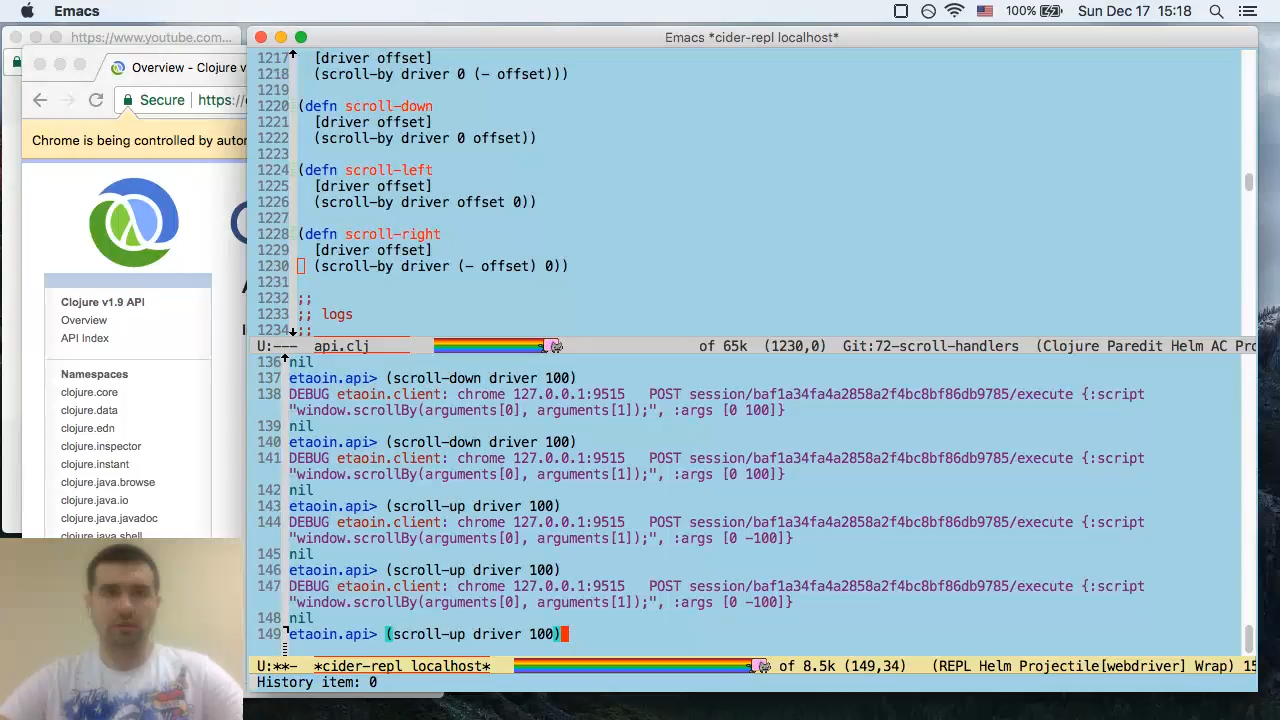 Emacs
100%
Sun Dec 17 15:18
https://www.youtube.com...
Overview - Clojure v
Secure
https://
Chrome is being controlled by autor
Clojure v1.9 API
Overview
API Index
Namespaces
clojure.core
clojure.data
clojure.edn
clojure.inspector
clojure.instant
clojure.java.browse
clojure.java.io
clojure.java.javadoc
clojure.java.shell
Emacs *cider-repl localhost*
1217 [driver offset]
1218 (scroll-by driver 0 (- offset)))
1219
1220 (defn scroll-down
1221 [driver offset]
1222 (scroll-by driver 0 offset))
1223
1224 (defn scroll-left
1225 [driver offset]
1226 (scroll-by driver offset 0))
1227
1228 (defn scroll-right
1229 [driver offset]
1230 (scroll-by driver (- offset) 0))
1231
1232 ;;
1233 ;; logs
1234 ;;
U:--- api.clj of 65k (1230,0) Git:72-scroll-handlers (Clojure Paredit Helm AC Pro
136 nil
137 etaoin.api> (scroll-down driver 100)
138 DEBUG etaoin.client: chrome 127.0.0.1:9515 POST session/baf1a34fa4a2858a2f4bc8bf86db9785/execute {:script
"window.scrollBy(arguments[0], arguments[1]);", :args [0 100]}
139 nil
140 etaoin.api> (scroll-down driver 100)
141 DEBUG etaoin.client: chrome 127.0.0.1:9515 POST session/baf1a34fa4a2858a2f4bc8bf86db9785/execute {:script
"window.scrollBy(arguments[0], arguments[1]);", :args [0 100]}
142 nil
143 etaoin.api> (scroll-up driver 100)
144 DEBUG etaoin.client: chrome 127.0.0.1:9515 POST session/baf1a34fa4a2858a2f4bc8bf86db9785/execute {:script
"window.scrollBy(arguments[0], arguments[1]);", :args [0 -100]}
145 nil
146 etaoin.api> (scroll-up driver 100)
147 DEBUG etaoin.client: chrome 127.0.0.1:9515 POST session/baf1a34fa4a2858a2f4bc8bf86db9785/execute {:script
"window.scrollBy(arguments[0], arguments[1]);", :args [0 -100]}
148 nil
149 etaoin.api> (scroll-up driver 100)
U:**- *cider-repl localhost* of 8.5k (149,34) (REPL Helm Projectile[webdriver] Wrap) 15
History item: 0